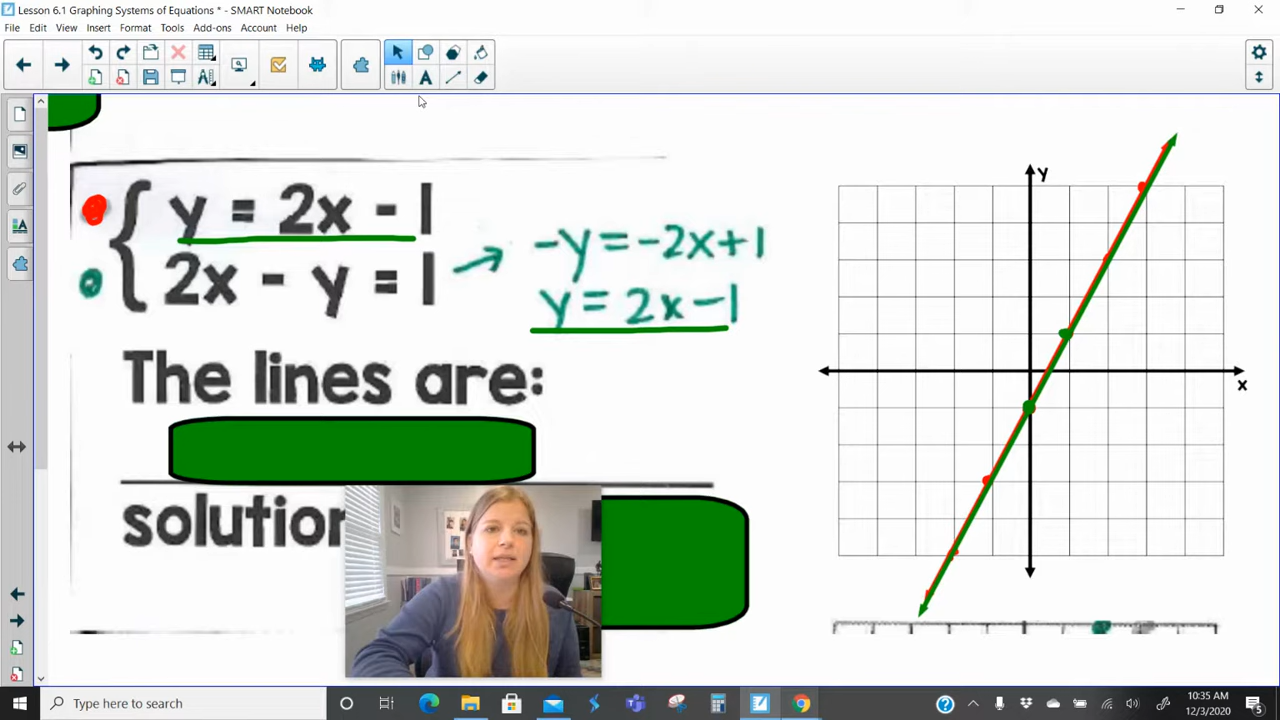 Lesson 6.1 Graphing Systems of Equations * - SMART Notebook
File Edit View Insert Format Tools Add-ons Account Help
y = 2x - 1
2x - y = 1
-y = -2x+1
y = 2x-1
The lines are:
solution
y
x
Type here to search
10:35 AM
12/3/2020